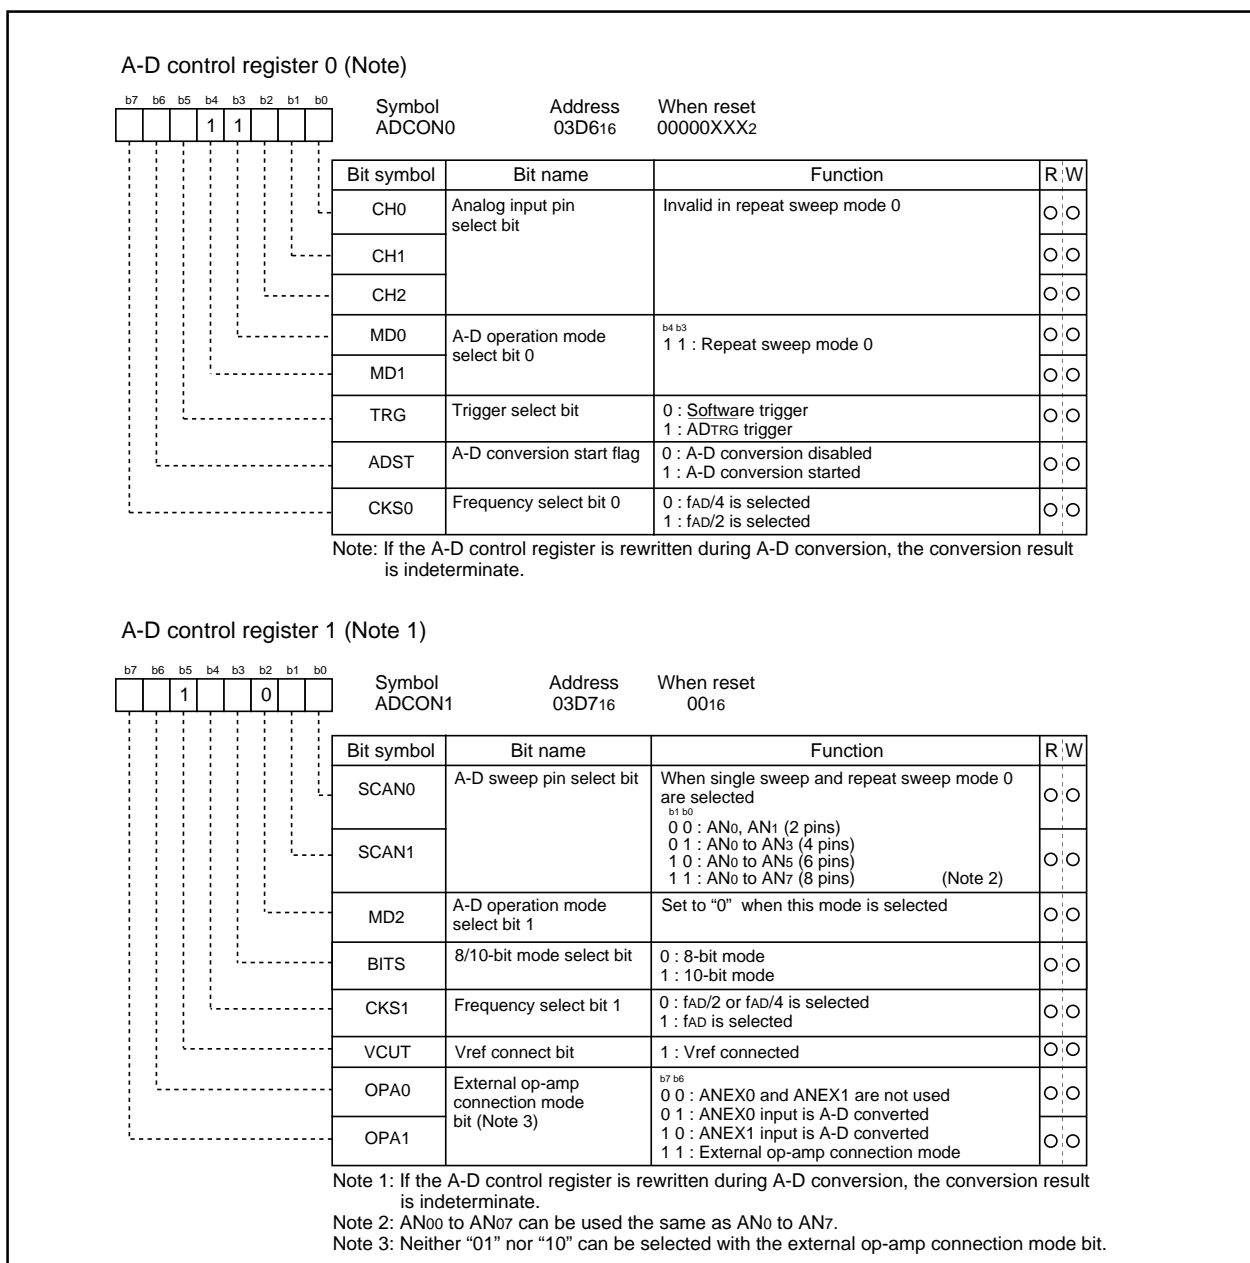 A-D control register 0 (Note)
b7 b6 b5 b4 b3 b2 b1 b0
1 1
Symbol Address When reset
ADCON0 03D616 00000XXX2
Bit symbol Bit name Function R W
CH0 Analog input pin Invalid in repeat sweep mode 0
select bit
CH1
CH2
MD0 A-D operation mode b4 b3
select bit 0 1 1 : Repeat sweep mode 0
MD1
TRG Trigger select bit 0 : Software trigger
1 : ADTRG trigger
ADST A-D conversion start flag 0 : A-D conversion disabled
1 : A-D conversion started
CKS0 Frequency select bit 0 0 : fAD/4 is selected
1 : fAD/2 is selected
Note: If the A-D control register is rewritten during A-D conversion, the conversion result
is indeterminate.
A-D control register 1 (Note 1)
b7 b6 b5 b4 b3 b2 b1 b0
1 0
Symbol Address When reset
ADCON1 03D716 0016
Bit symbol Bit name Function R W
SCAN0 A-D sweep pin select bit When single sweep and repeat sweep mode 0
are selected
b1 b0
0 0 : AN0, AN1 (2 pins)
0 1 : AN0 to AN3 (4 pins)
SCAN1 1 0 : AN0 to AN5 (6 pins)
1 1 : AN0 to AN7 (8 pins) (Note 2)
MD2 A-D operation mode Set to “0” when this mode is selected
select bit 1
BITS 8/10-bit mode select bit 0 : 8-bit mode
1 : 10-bit mode
CKS1 Frequency select bit 1 0 : fAD/2 or fAD/4 is selected
1 : fAD is selected
VCUT Vref connect bit 1 : Vref connected
OPA0 External op-amp b7 b6
connection mode 0 0 : ANEX0 and ANEX1 are not used
bit (Note 3) 0 1 : ANEX0 input is A-D converted
OPA1 1 0 : ANEX1 input is A-D converted
1 1 : External op-amp connection mode
Note 1: If the A-D control register is rewritten during A-D conversion, the conversion result
is indeterminate.
Note 2: AN00 to AN07 can be used the same as AN0 to AN7.
Note 3: Neither “01” nor “10” can be selected with the external op-amp connection mode bit.